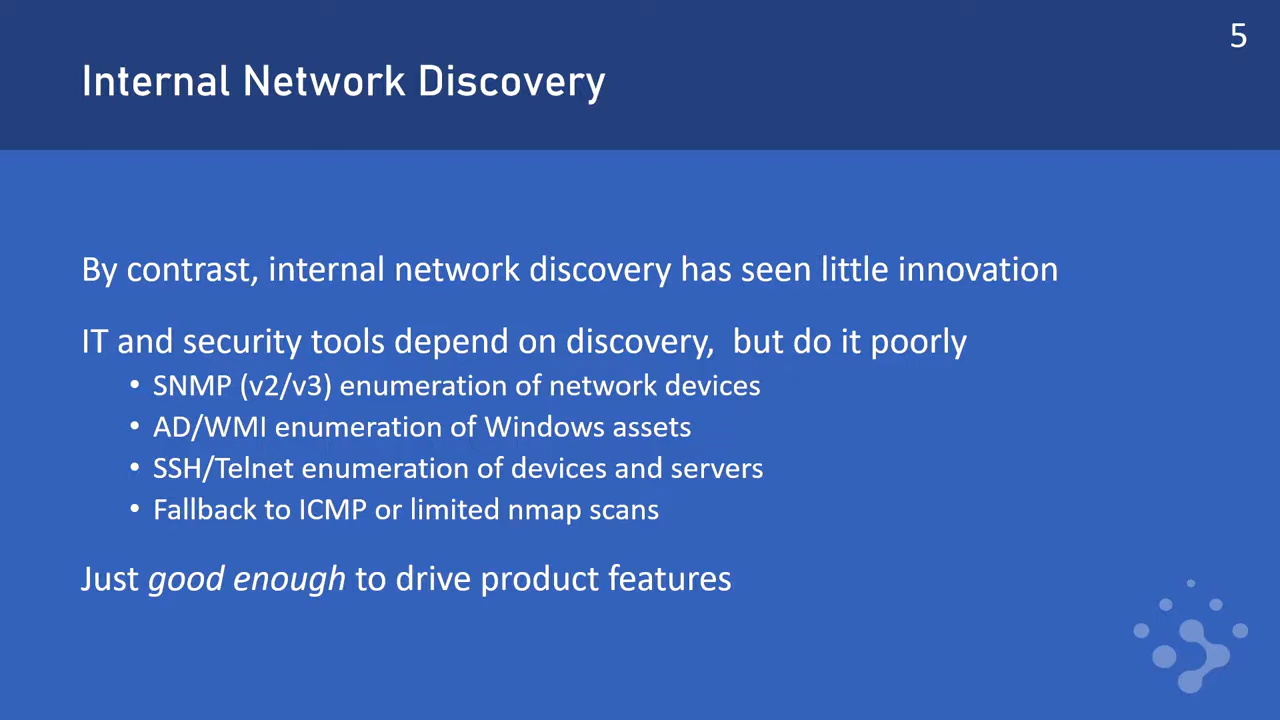 5
Internal Network Discovery
By contrast, internal network discovery has seen little innovation
IT and security tools depend on discovery,  but do it poorly
• SNMP (v2/v3) enumeration of network devices
• AD/WMI enumeration of Windows assets
• SSH/Telnet enumeration of devices and servers
• Fallback to ICMP or limited nmap scans
Just good enough to drive product features